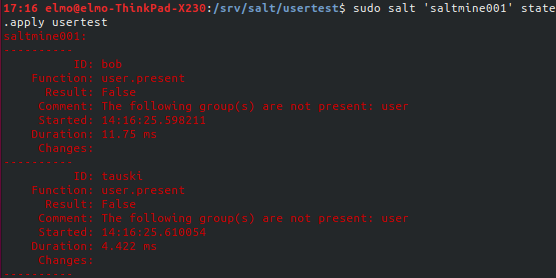 17:16 elmo@elmo-ThinkPad-X230:/srv/salt/usertest$ sudo salt 'saltmine001' state
.apply usertest
saltmine001:
----------
          ID: bob
    Function: user.present
      Result: False
     Comment: The following group(s) are not present: user
     Started: 14:16:25.598211
    Duration: 11.75 ms
     Changes:
----------
          ID: tauski
    Function: user.present
      Result: False
     Comment: The following group(s) are not present: user
     Started: 14:16:25.610054
    Duration: 4.422 ms
     Changes:
----------